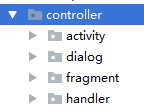 controller
activity
dialog
fragment
handler